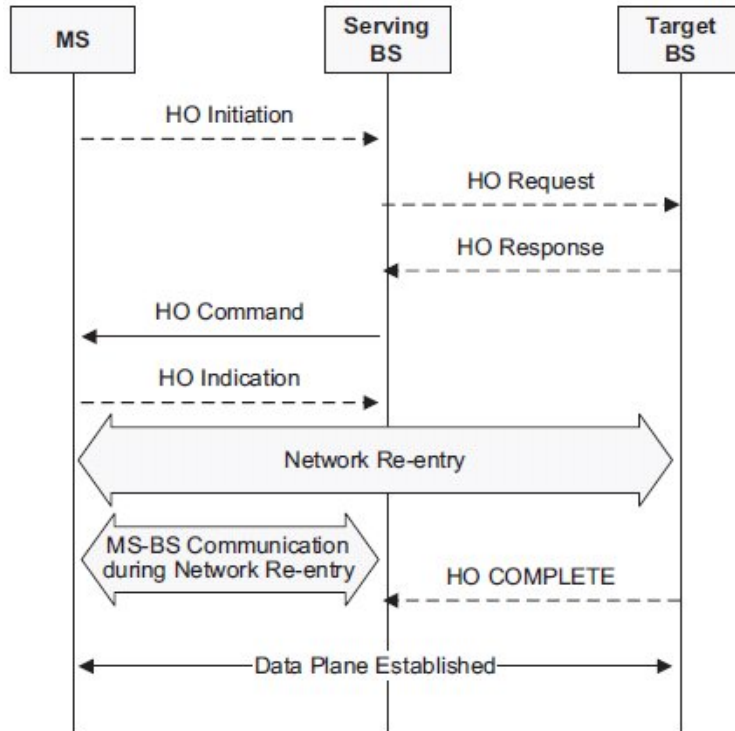 MS
Serving
BS
Target
BS
HO Initiation
HO Request
HO Response
HO Command
HO Indication
Network Re-entry
MS-BS Communication
during Network Re-entry
HO COMPLETE
Data Plane Established